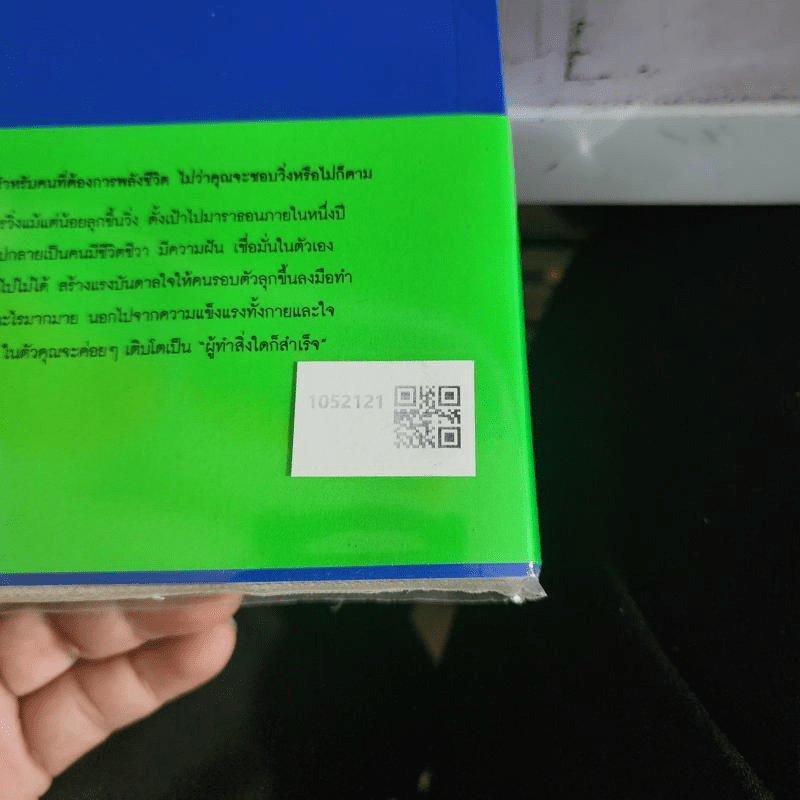 สำหรับคนที่ต้องการพลังชีวิต ไม่ว่าคุณจะชอบวิ่งหรือไม่ก็ตาม
วิ่งแม้แต่น้อยลุกขึ้นวิ่ง ตั้งเป้าไปมาราธอนภายในหนึ่งปี
กลายเป็นคนมีชีวิตชีวา มีความฝัน เชื่อมั่นในตัวเอง
ไปไม่ได้ สร้างแรงบันดาลใจให้คนรอบตัวลุกขึ้นลงมือทำ
อะไรมากมาย นอกไปจากความแข็งแรงทั้งกายและใจ
ในตัวคุณจะค่อยๆ เติบโตเป็น "ผู้ทำสิ่งใดก็สำเร็จ"
1052121